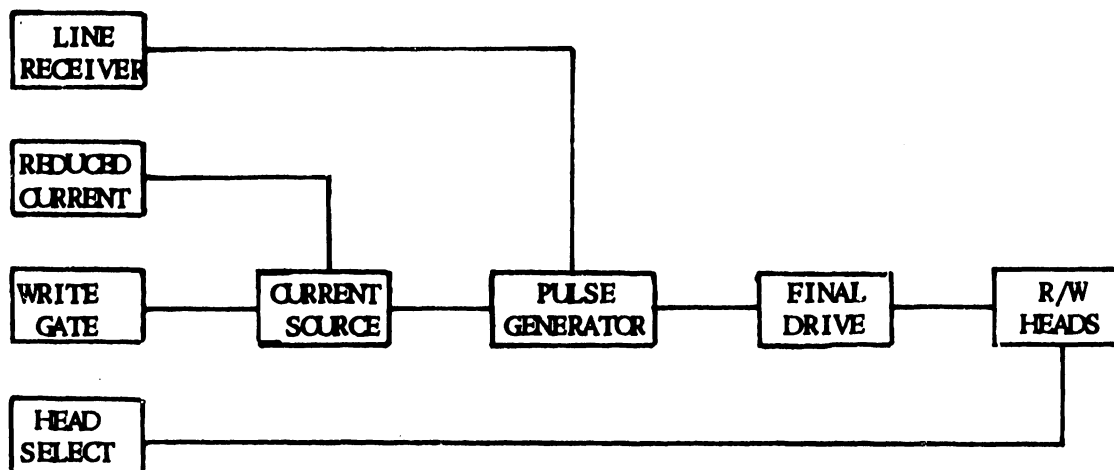 LINE
RECEIVER
REDUCED
CURRENT
WRITE
GATE
CURRENT
SOURCE
PULSE
GENERATOR
FINAL
DRIVE
R/W
HEADS
HEAD
SELECT